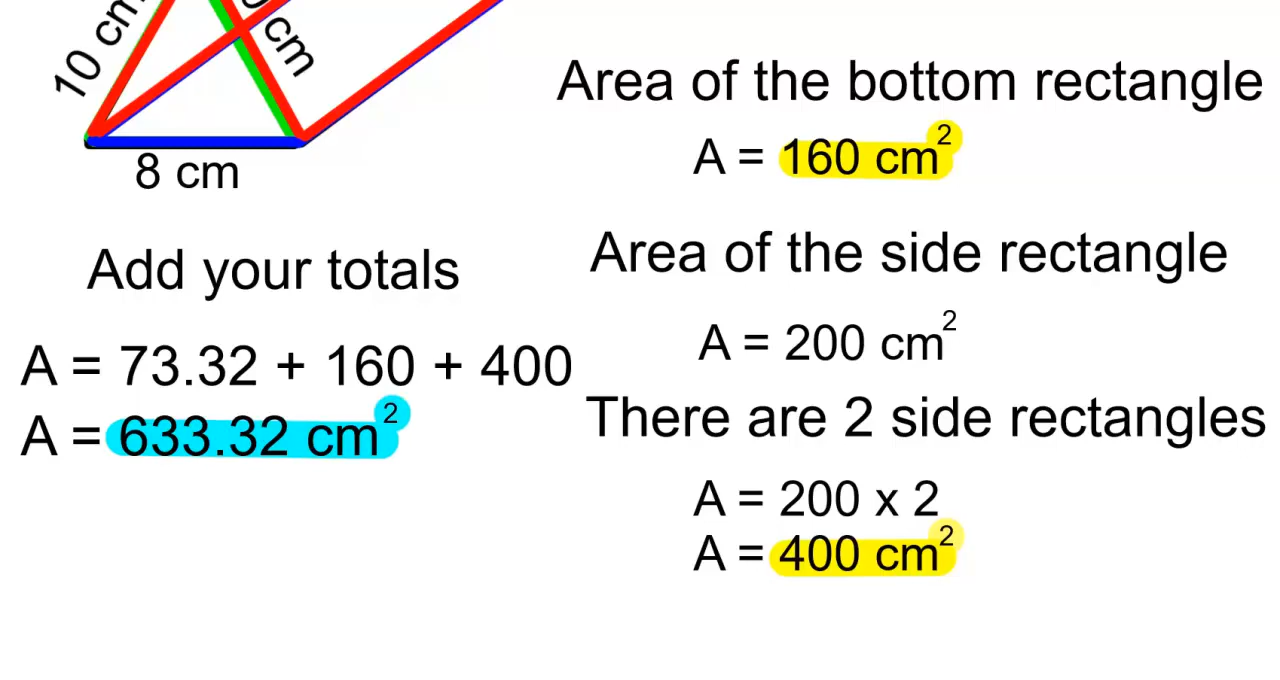 10 cm
cm
8 cm
Area of the bottom rectangle
A = 160 cm²
Add your totals
A = 73.32 + 160 + 400
A = 633.32 cm²
Area of the side rectangle
A = 200 cm²
There are 2 side rectangles
A = 200 x 2
A = 400 cm²